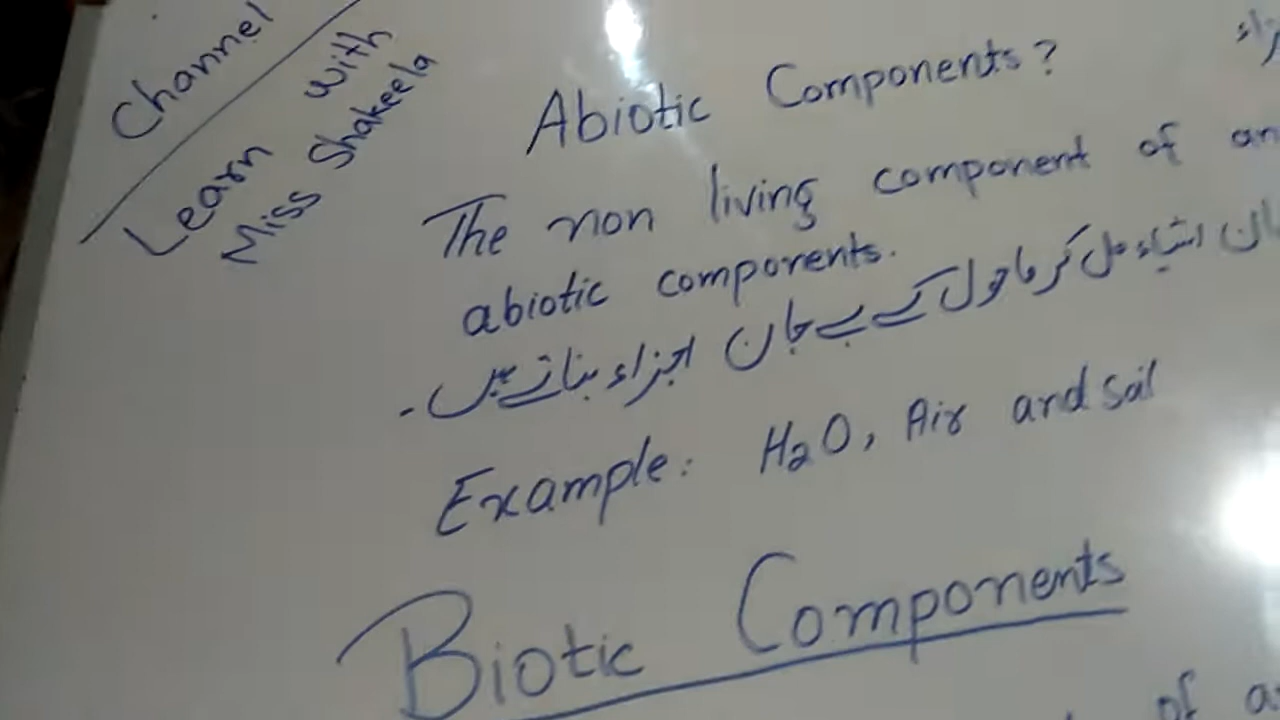 Channel
Learn with
Miss Shakeela
Abiotic Components?
The non living component of an
abiotic components.
اشیاء مل کر ماحول کے بے جان اجزاء بناتے ہیں۔
Example: H₂O, Air and soil
Biotic Components
of a